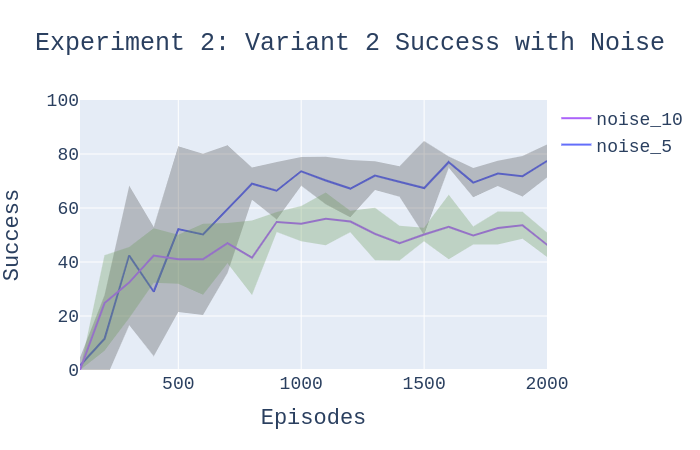 Experiment 2: Variant 2 Success with Noise
100
80
60
40
20
0
Success
500
1000
1500
2000
Episodes
noise_10
noise_5